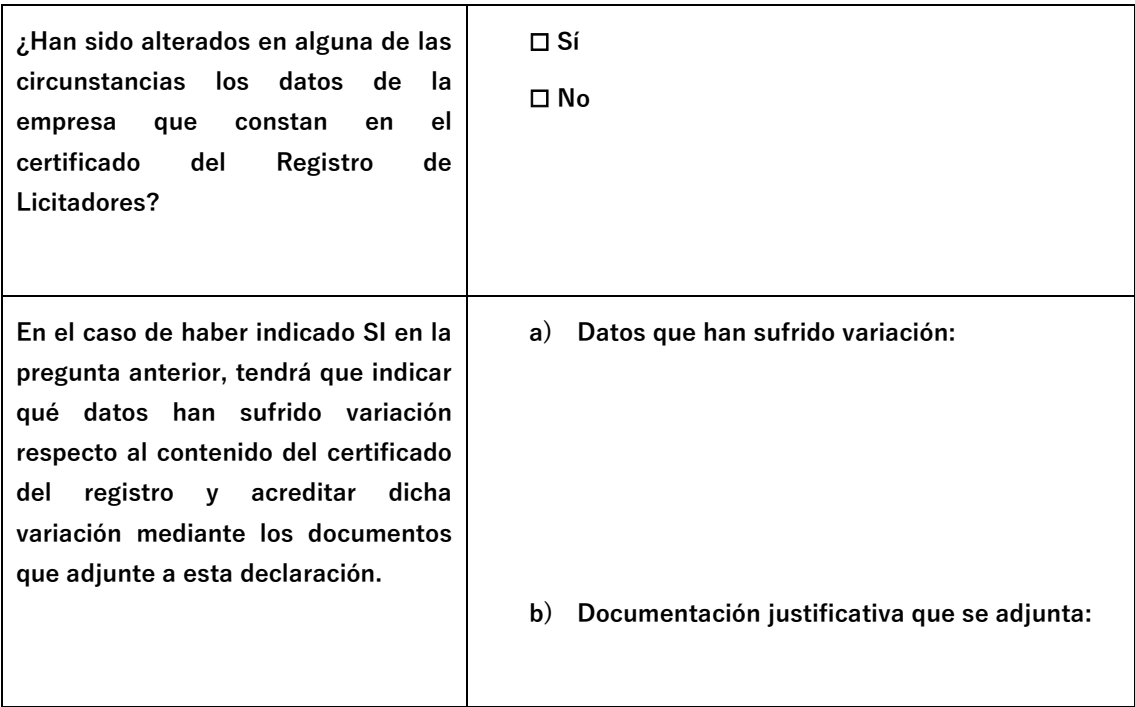 ¿Han sido alterados en alguna de las
circunstancias los datos de la
empresa que constan en el
certificado del Registro de
Licitadores?
☐ Sí
☐ No
En el caso de haber indicado SI en la
pregunta anterior, tendrá que indicar
qué datos han sufrido variación
respecto al contenido del certificado
del registro y acreditar dicha
variación mediante los documentos
que adjunte a esta declaración.
a) Datos que han sufrido variación:
b) Documentación justificativa que se adjunta: